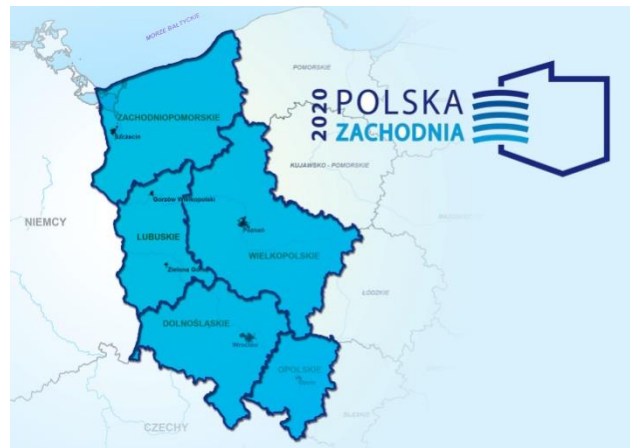 MORZE BAŁTYCKIE
POMORSKIE
2020
POLSKA
ZACHODNIA
ZACHODNIOPOMORSKIE
Szczecin
KUJAWSKO - POMORSKIE
Gorzów Wielkopolski
NIEMCY
Poznań
LUBUSKIE
WIELKOPOLSKIE
Zielona Góra
ŁÓDZKIE
DOLNOŚLĄSKIE
Wrocław
OPOLSKIE
Opole
ŚLĄSKIE
CZECHY